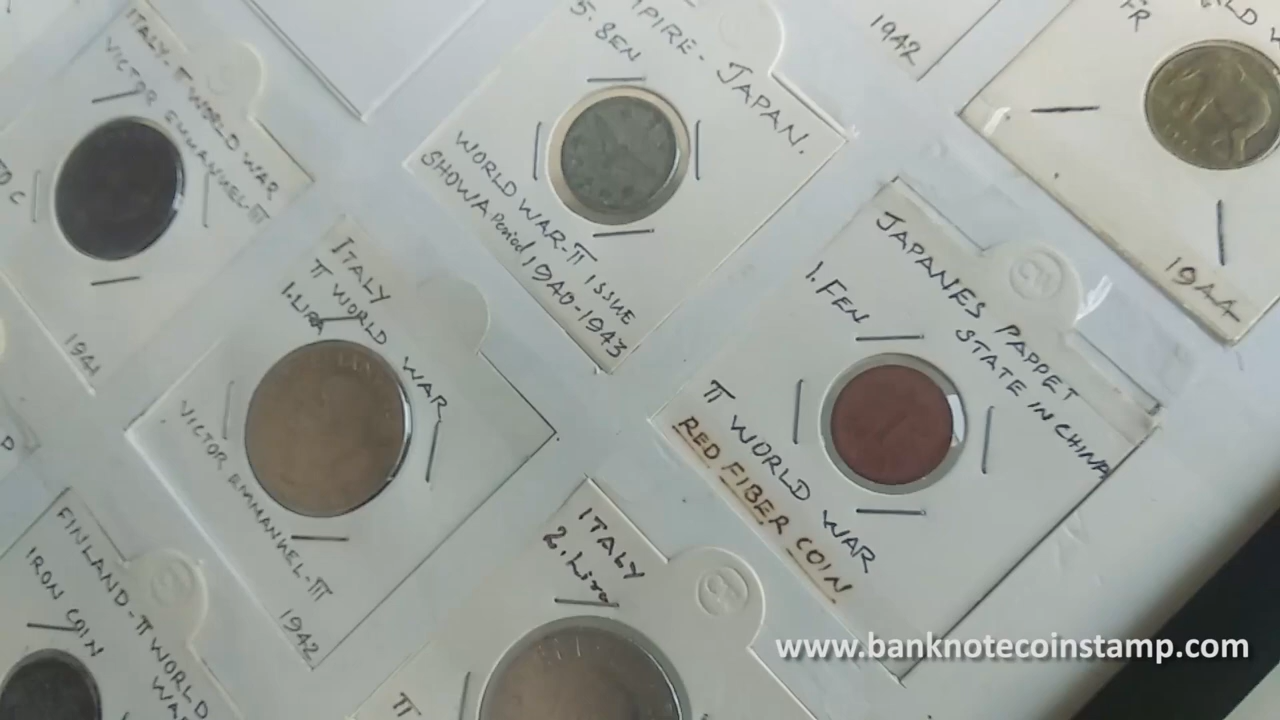 ITALY-II WORLD WAR
VICTOR EMMANUEL-III
1941
ITALY
II WORLD WAR
1.LIRA
VICTOR EMMANUEL-III
1942
FINLAND-II WORLD
IRON COIN
5.SEN
JAPAN.
WORLD WAR-II ISSUE
SHOWA Period 1940-1943
1942
FR
1944
JAPANES PAPPET
STATE IN CHINA
1.FEN
II WORLD WAR
RED FIBER COIN
ITALY
2.Lira
II
www.banknotecoinstamp.com